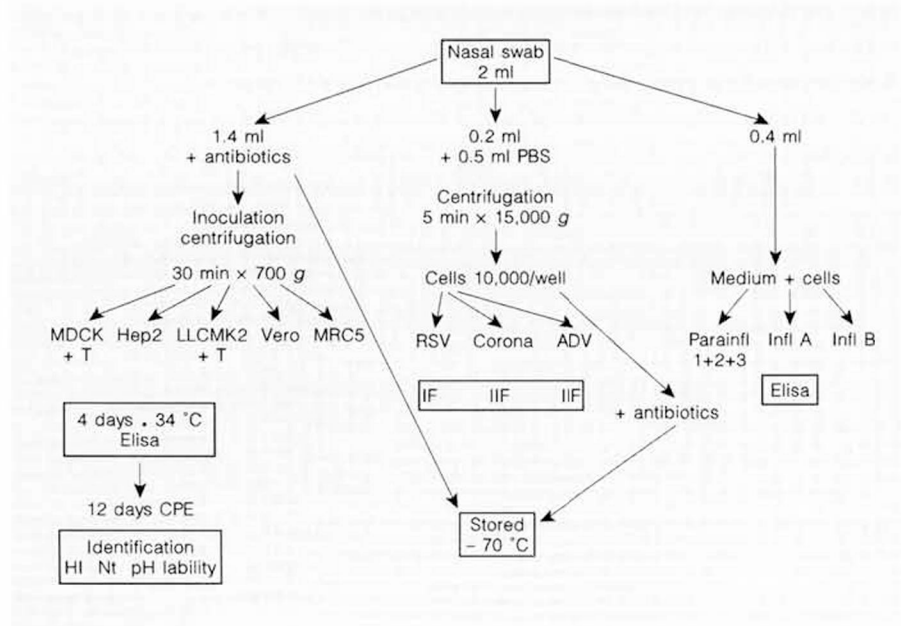 Nasal swab
2 ml
1.4 ml
+ antibiotics
0.2 ml
+ 0.5 ml PBS
0.4 ml
Inoculation
centrifugation
30 min × 700 g
Centrifugation
5 min × 15,000 g
Cells 10,000/well
Medium + cells
MDCK
+ T
Hep2
LLCMK2
+ T
Vero
MRC5
RSV
Corona
ADV
Parainfl
1+2+3
Infl A
Infl B
IF IIF IIF
Elisa
+ antibiotics
4 days . 34 °C
Elisa
12 days CPE
Identification
HI Nt pH lability
Stored
− 70 °C